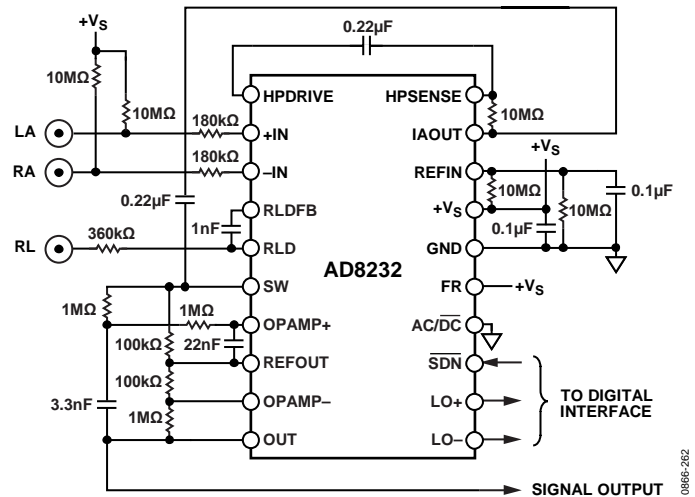 +VS
0.22µF
10MΩ
10MΩ
LA
180kΩ
RA
180kΩ
0.22µF
1nF
RL
360kΩ
1MΩ
1MΩ
100kΩ
22nF
100kΩ
3.3nF
1MΩ
HPDRIVE
+IN
–IN
RLDFB
RLD
SW
OPAMP+
REFOUT
OPAMP–
OUT
AD8232
HPSENSE
IAOUT
REFIN
+VS
GND
FR
AC/DC
SDN
LO+
LO–
10MΩ
+VS
10MΩ
0.1µF
10MΩ
0.1µF
+VS
TO DIGITAL
INTERFACE
SIGNAL OUTPUT
0866-262